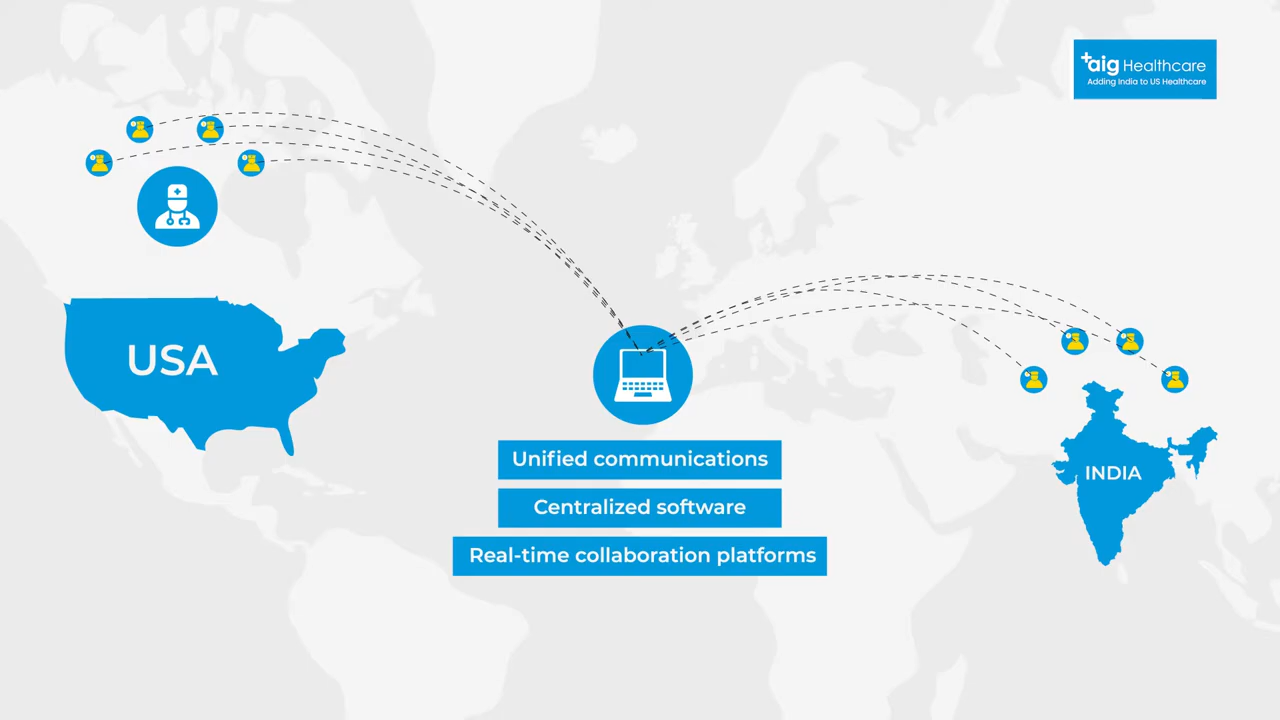 +aig Healthcare
Adding India to US Healthcare
USA
Unified communications
Centralized software
Real-time collaboration platforms
INDIA